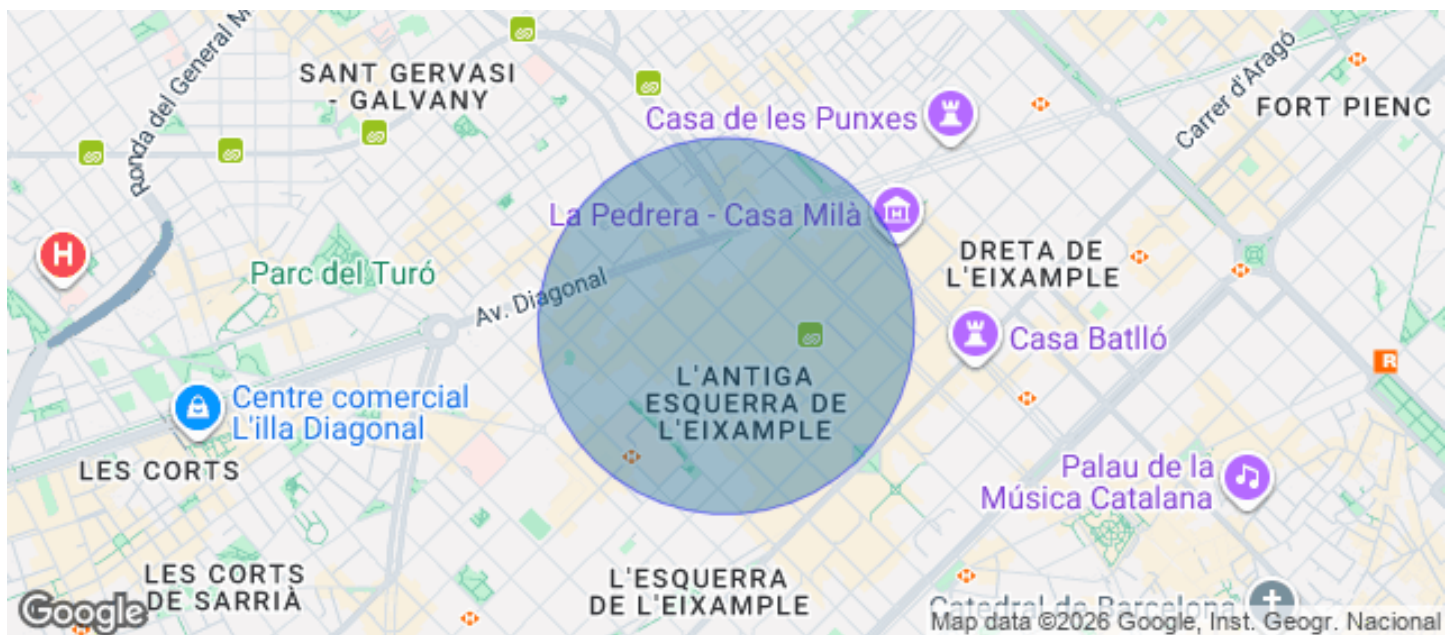 Ronda del General M
SANT GERVASI
- GALVANY
Casa de les Punxes
Carrer d'Aragó
FORT PIENC
La Pedrera - Casa Milà
H
Parc del Turó
Av. Diagonal
DRETA DE
L'EIXAMPLE
Casa Batlló
R
L'ANTIGA
ESQUERRA DE
L'EIXAMPLE
Centre comercial
L'illa Diagonal
LES CORTS
Palau de la
Música Catalana
LES CORTS
DE SARRIÀ
L'ESQUERRA
DE L'EIXAMPLE
Catedral de Barcelona
Google
Map data ©2026 Google, Inst. Geogr. Nacional